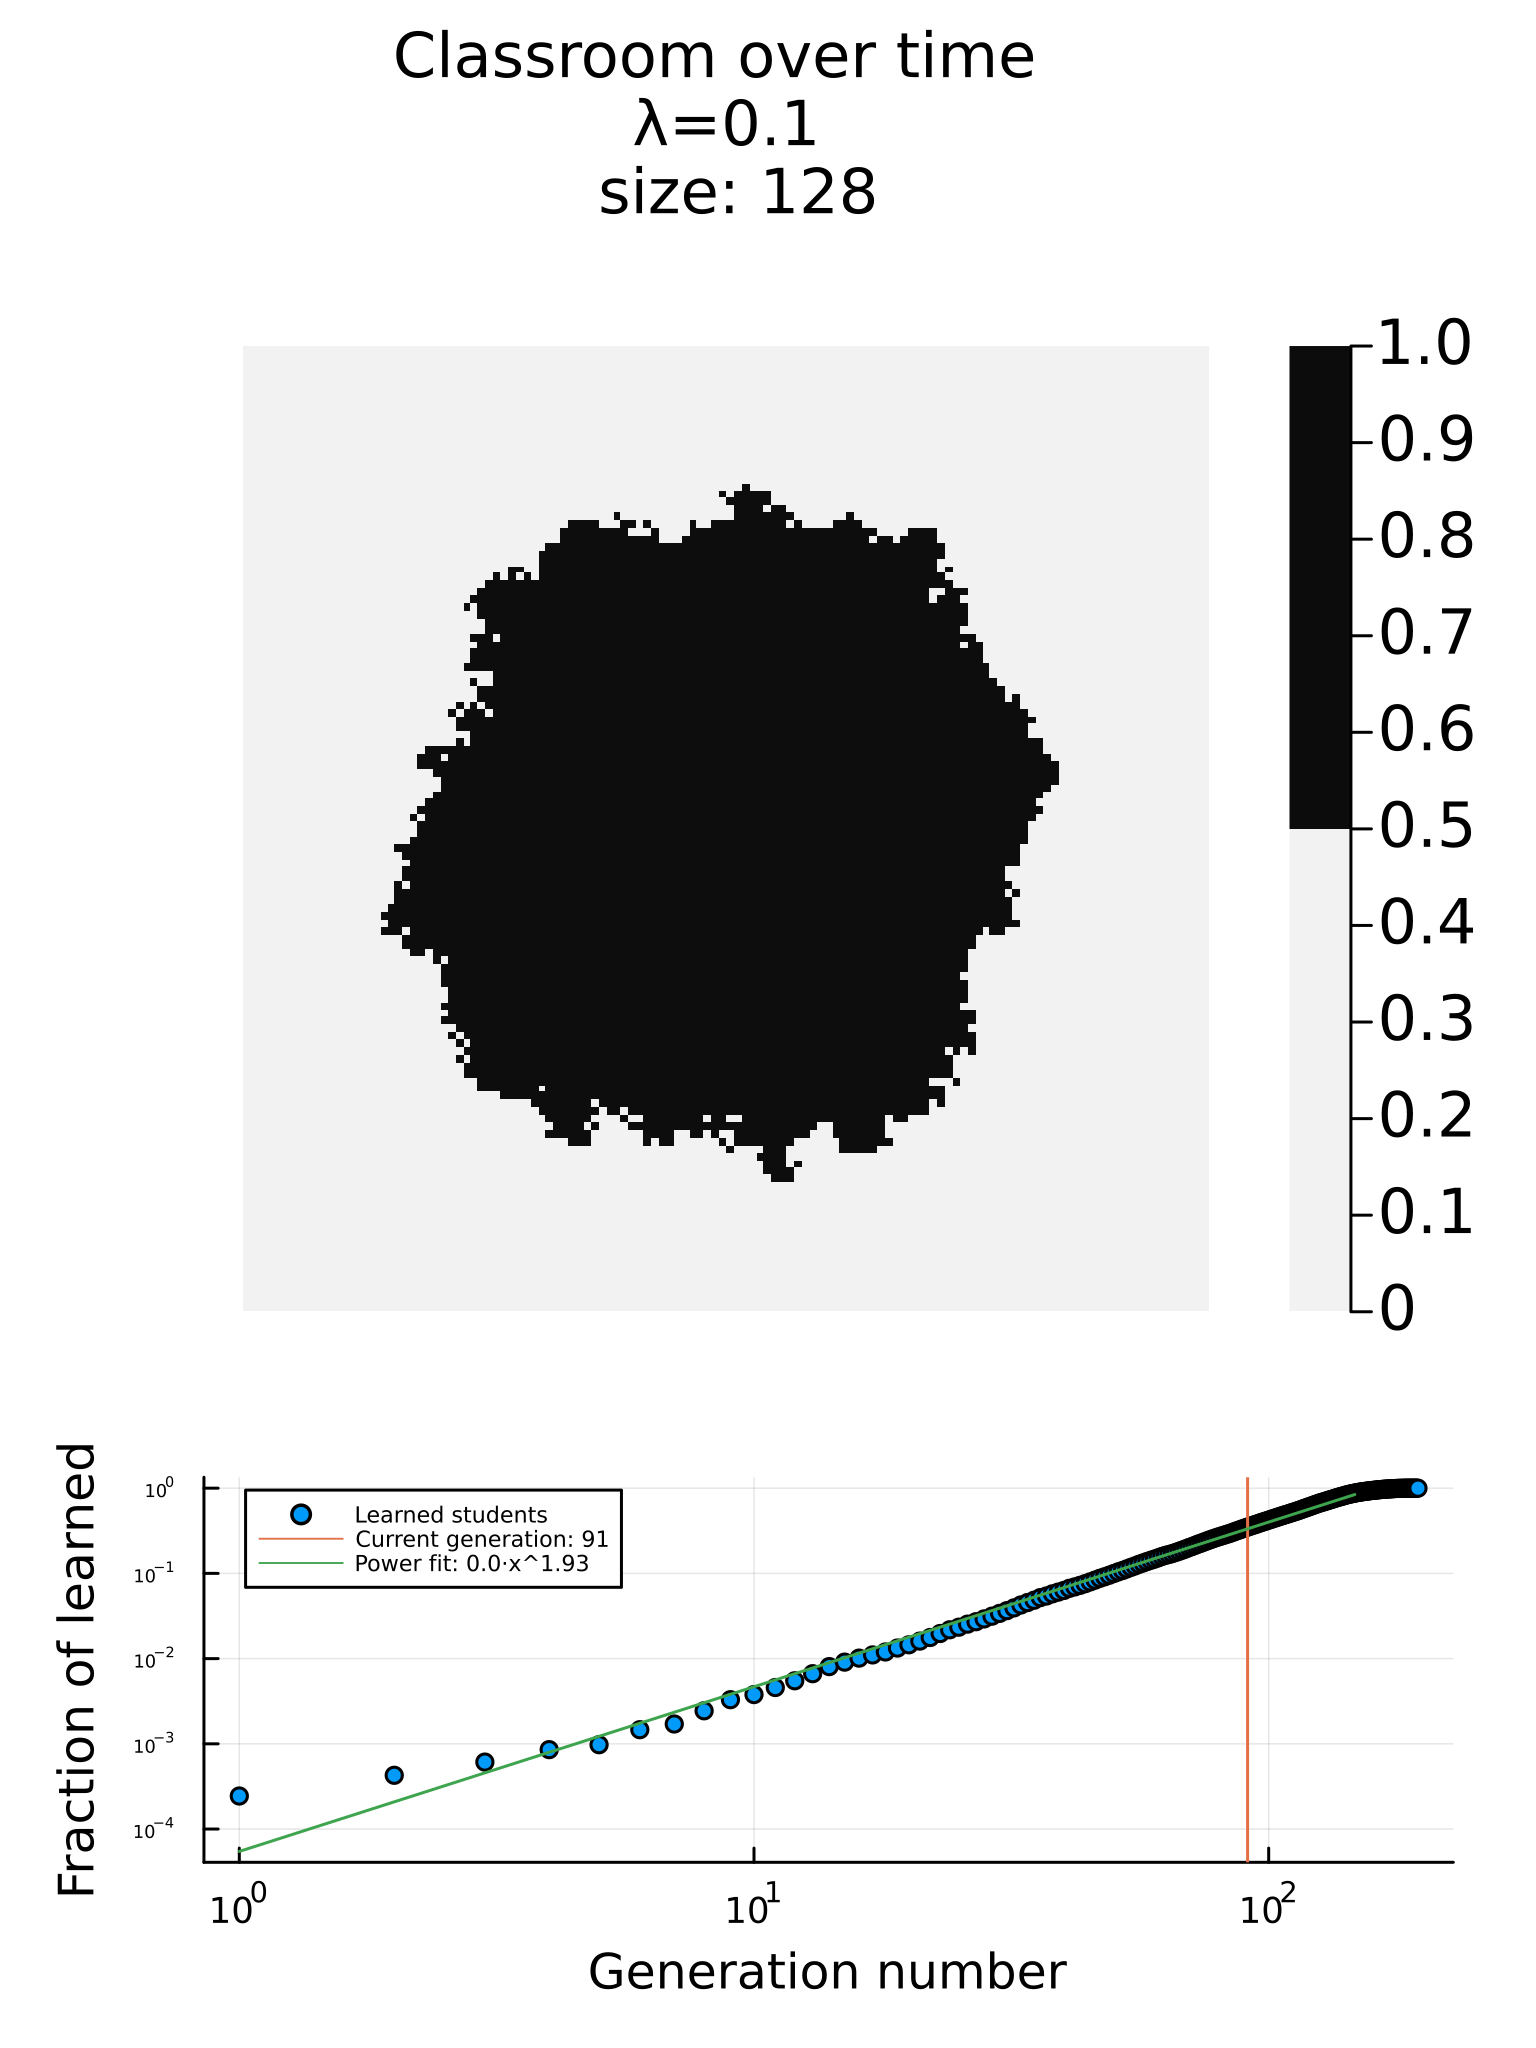 Classroom over time
λ=0.1
size: 128
1.0
0.9
0.8
0.7
0.6
0.5
0.4
0.3
0.2
0.1
0
Fraction of learned
10^0
10^-1
10^-2
10^-3
10^-4
Learned students
Current generation: 91
Power fit: 0.0·x^1.93
10^0
10^1
10^2
Generation number